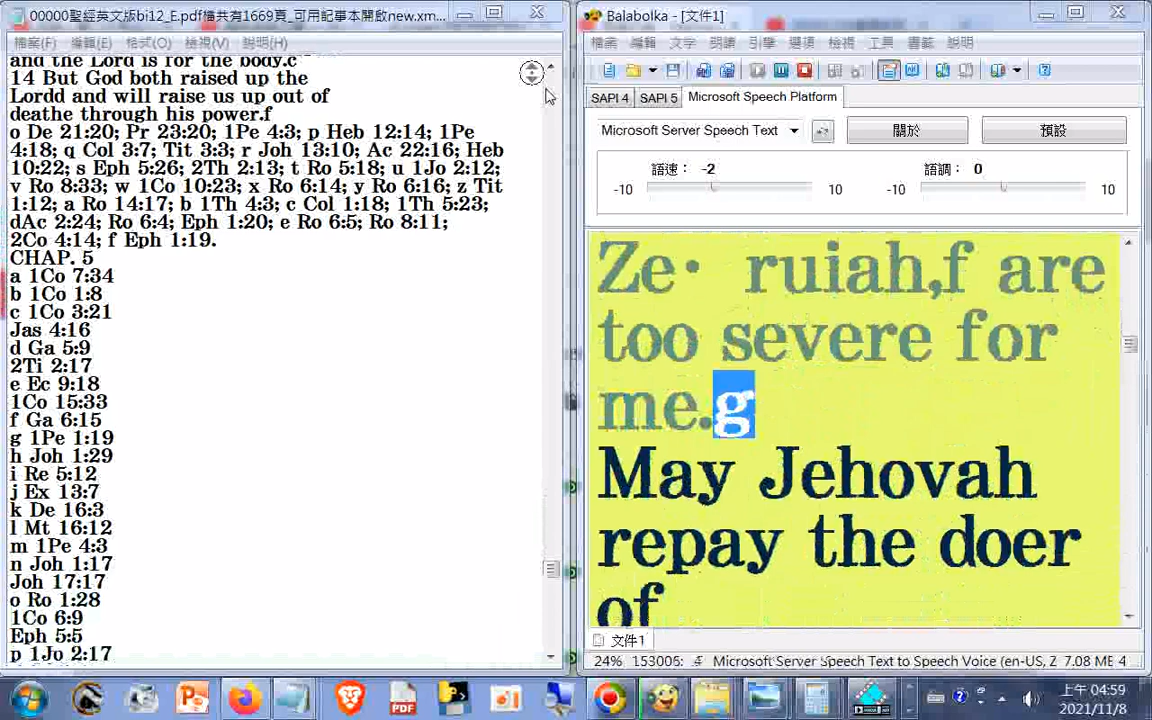 00000聖經英文版bi12_E.pdf檔共有1669頁_可用記事本開啟new.xm...
檔案(F) 編輯(E) 格式(O) 檢視(V) 說明(H)
and the Lord is for the body.c
14 But God both raised up the
Lordd and will raise us up out of
deathe through his power.f
o De 21:20; Pr 23:20; 1Pe 4:3; p Heb 12:14; 1Pe
4:18; q Col 3:7; Tit 3:3; r Joh 13:10; Ac 22:16; Heb
10:22; s Eph 5:26; 2Th 2:13; t Ro 5:18; u 1Jo 2:12;
v Ro 8:33; w 1Co 10:23; x Ro 6:14; y Ro 6:16; z Tit
1:12; a Ro 14:17; b 1Th 4:3; c Col 1:18; 1Th 5:23;
dAc 2:24; Ro 6:4; Eph 1:20; e Ro 6:5; Ro 8:11;
2Co 4:14; f Eph 1:19.
CHAP. 5
a 1Co 7:34
b 1Co 1:8
c 1Co 3:21
Jas 4:16
d Ga 5:9
2Ti 2:17
e Ec 9:18
1Co 15:33
f Ga 6:15
g 1Pe 1:19
h Joh 1:29
i Re 5:12
j Ex 13:7
k De 16:3
l Mt 16:12
m 1Pe 4:3
n Joh 1:17
Joh 17:17
o Ro 1:28
1Co 6:9
Eph 5:5
p 1Jo 2:17
Balabolka - [文件1]
檔案 編輯 文字 朗讀 引擎 選項 檢視 工具 書籤 說明
SAPI 4 SAPI 5 Microsoft Speech Platform
Microsoft Server Speech Text 關於 預設
語速： -2 語調： 0
-10 10 -10 10
Ze· ruiah,f are
too severe for
me.g
May Jehovah
repay the doer
of
文件1
24% 153005: Microsoft Server Speech Text to Speech Voice (en-US, Z 7.08 MB 4
PDF
上午 04:59
2021/11/8